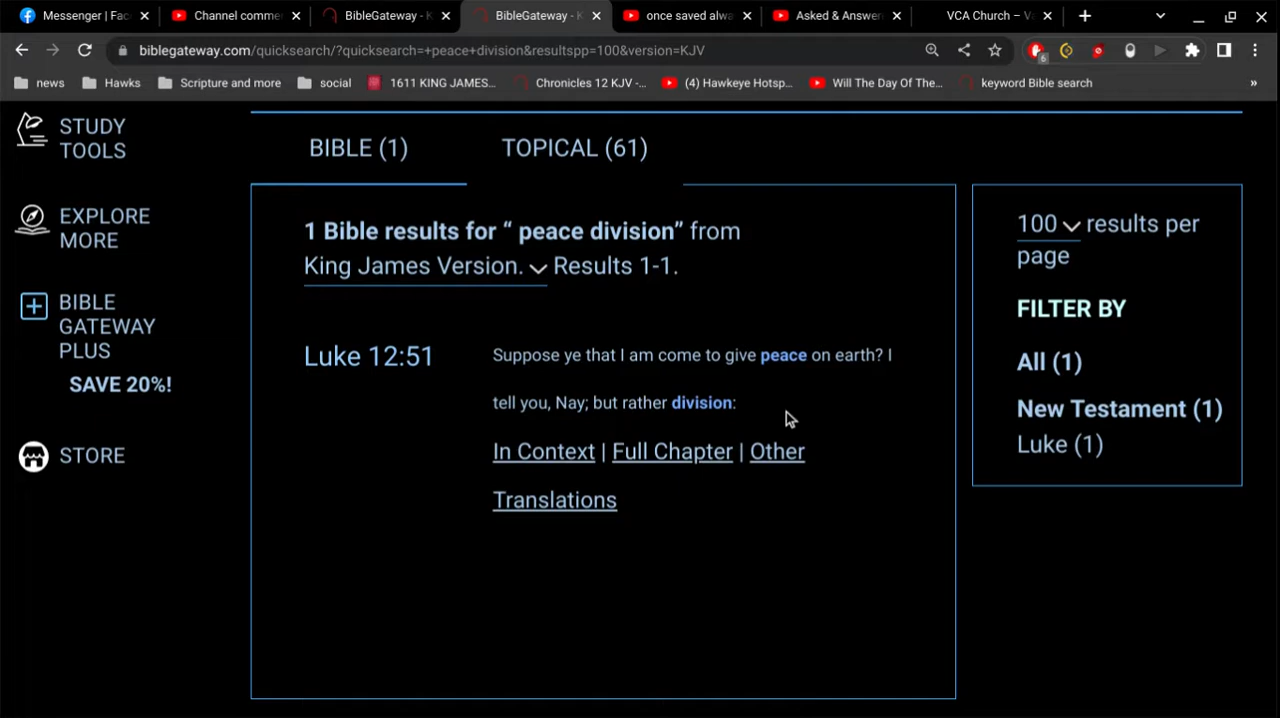 Messenger | Fac
Channel comme
BibleGateway - K
BibleGateway - K
once saved alwa
Asked & Answere
VCA Church – Va
biblegateway.com/quicksearch/?quicksearch=+peace+division&resultspp=100&version=KJV
6
news
Hawks
Scripture and more
social
1611 KING JAMES...
Chronicles 12 KJV -...
(4) Hawkeye Hotsp...
Will The Day Of The...
keyword Bible search
»
STUDY
TOOLS
EXPLORE
MORE
BIBLE
GATEWAY
PLUS
SAVE 20%!
STORE
BIBLE (1)
TOPICAL (61)
1 Bible results for “ peace division” from
King James Version. Results 1-1.
Luke 12:51
Suppose ye that I am come to give peace on earth? I
tell you, Nay; but rather division:
In Context | Full Chapter | Other
Translations
100 results per
page
FILTER BY
All (1)
New Testament (1)
Luke (1)